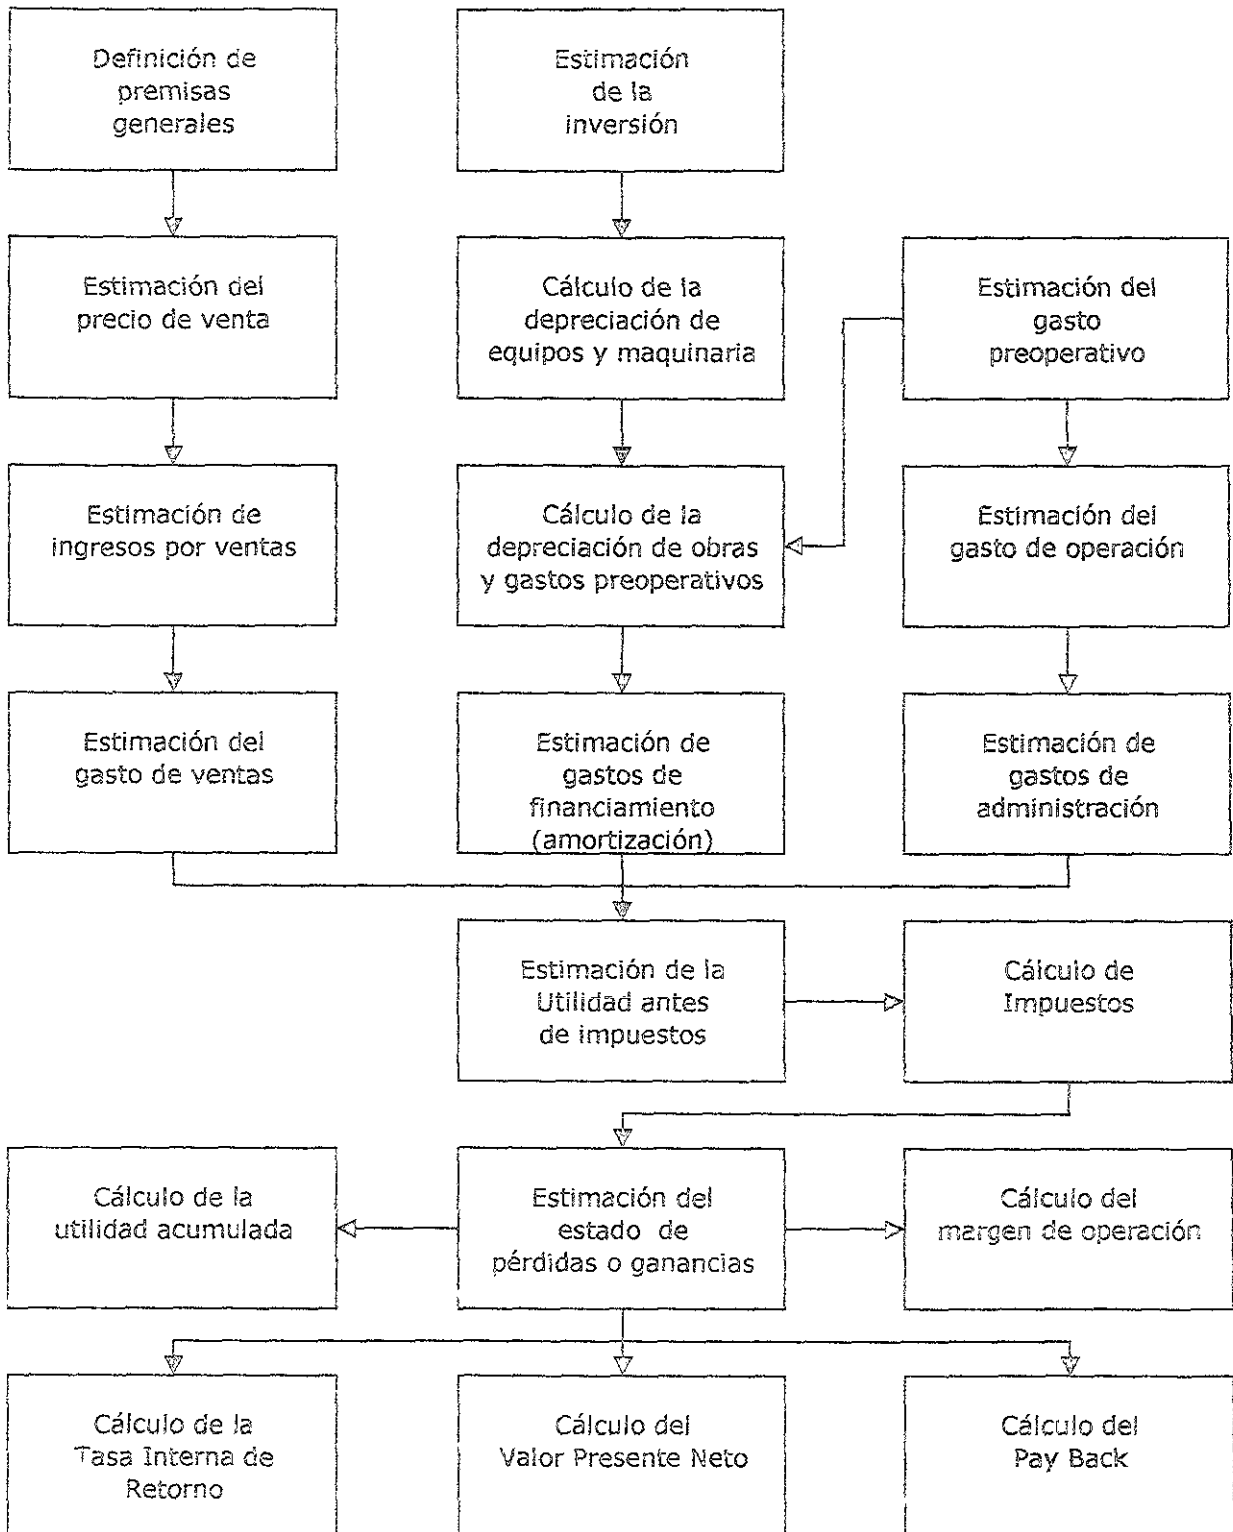 Definición de
premisas
generales
Estimación
de la
inversión
Estimación del
precio de venta
Cálculo de la
depreciación de
equipos y maquinaria
Estimación del
gasto
preoperativo
Estimación de
ingresos por ventas
Cálculo de la
depreciación de obras
y gastos preoperativos
Estimación del
gasto de operación
Estimación del
gasto de ventas
Estimación de
gastos de
financiamiento
(amortización)
Estimación de
gastos de
administración
Estimación de la
Utilidad antes
de impuestos
Cálculo de
Impuestos
Cálculo de la
utilidad acumulada
Estimación del
estado de
pérdidas o ganancias
Cálculo del
margen de operación
Cálculo de la
Tasa Interna de
Retorno
Cálculo del
Valor Presente Neto
Cálculo del
Pay Back